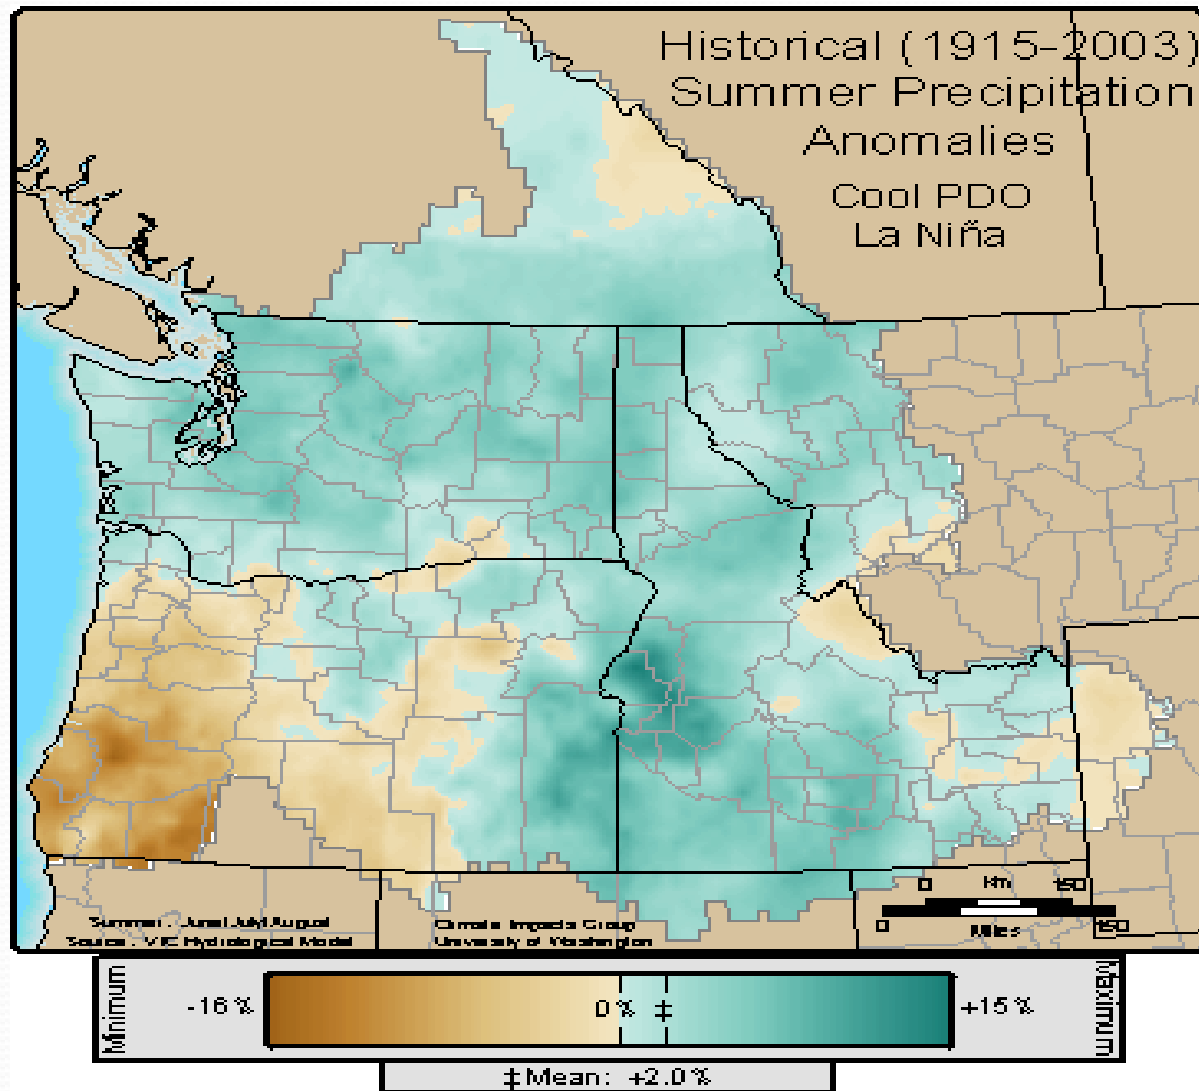 Historical (1915-2003)
Summer Precipitation
Anomalies
Cool PDO
La Niña
0 Km 150
0 Miles 150
Summer : June/July/August
Source : VIC Hydrological Model
Climate Impacts Group
University of Washington
Minimum
-16%
0%
‡
+15%
Maximum
‡Mean: +2.0%